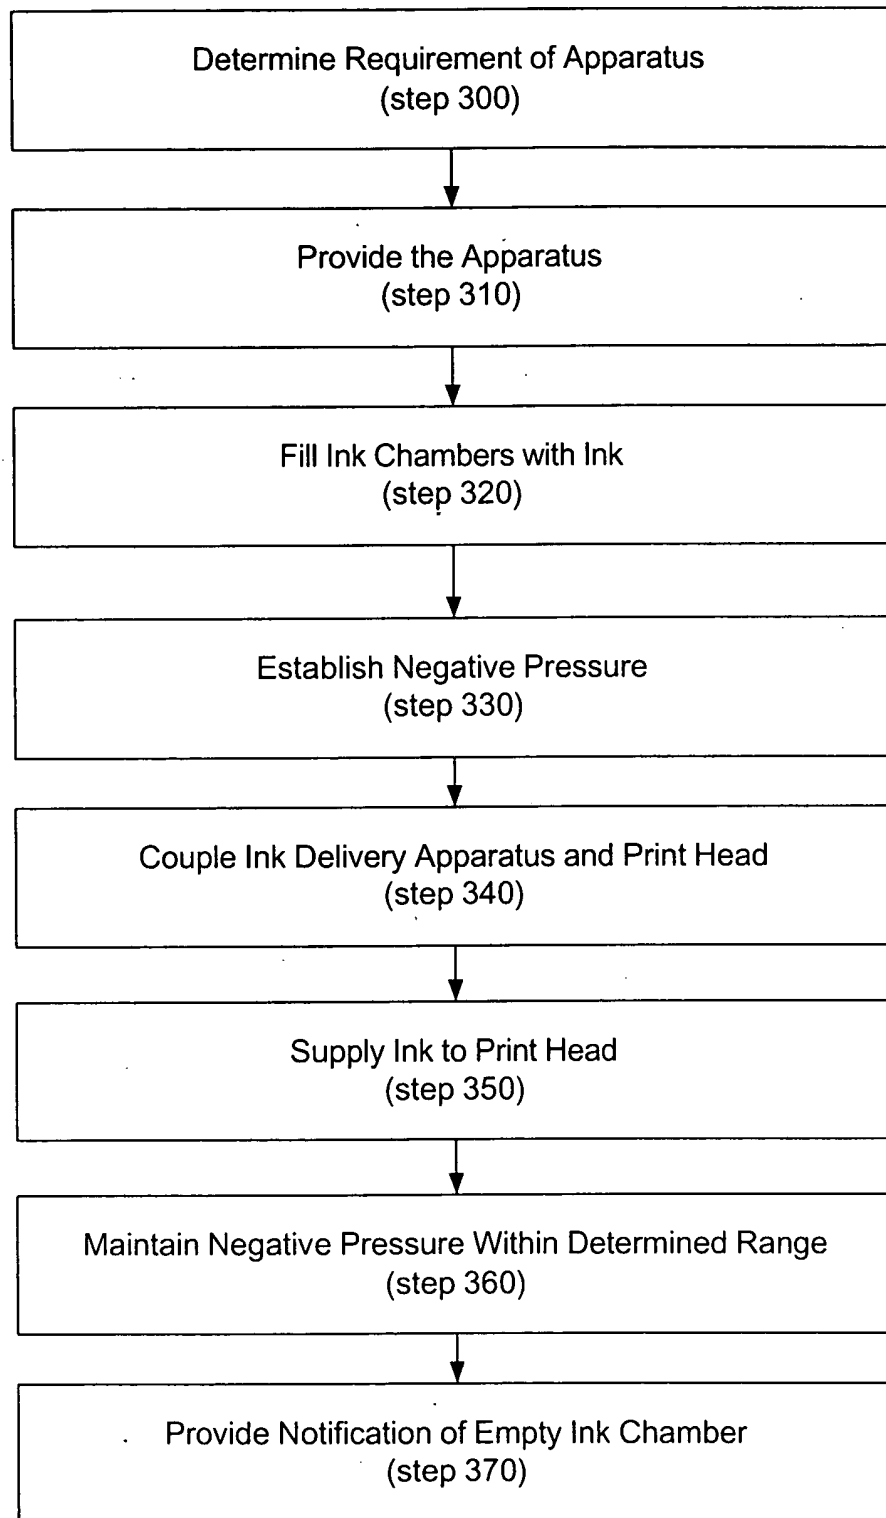 Determine Requirement of Apparatus
(step 300)
Provide the Apparatus
(step 310)
Fill Ink Chambers with Ink
(step 320)
Establish Negative Pressure
(step 330)
Couple Ink Delivery Apparatus and Print Head
(step 340)
Supply Ink to Print Head
(step 350)
Maintain Negative Pressure Within Determined Range
(step 360)
Provide Notification of Empty Ink Chamber
(step 370)